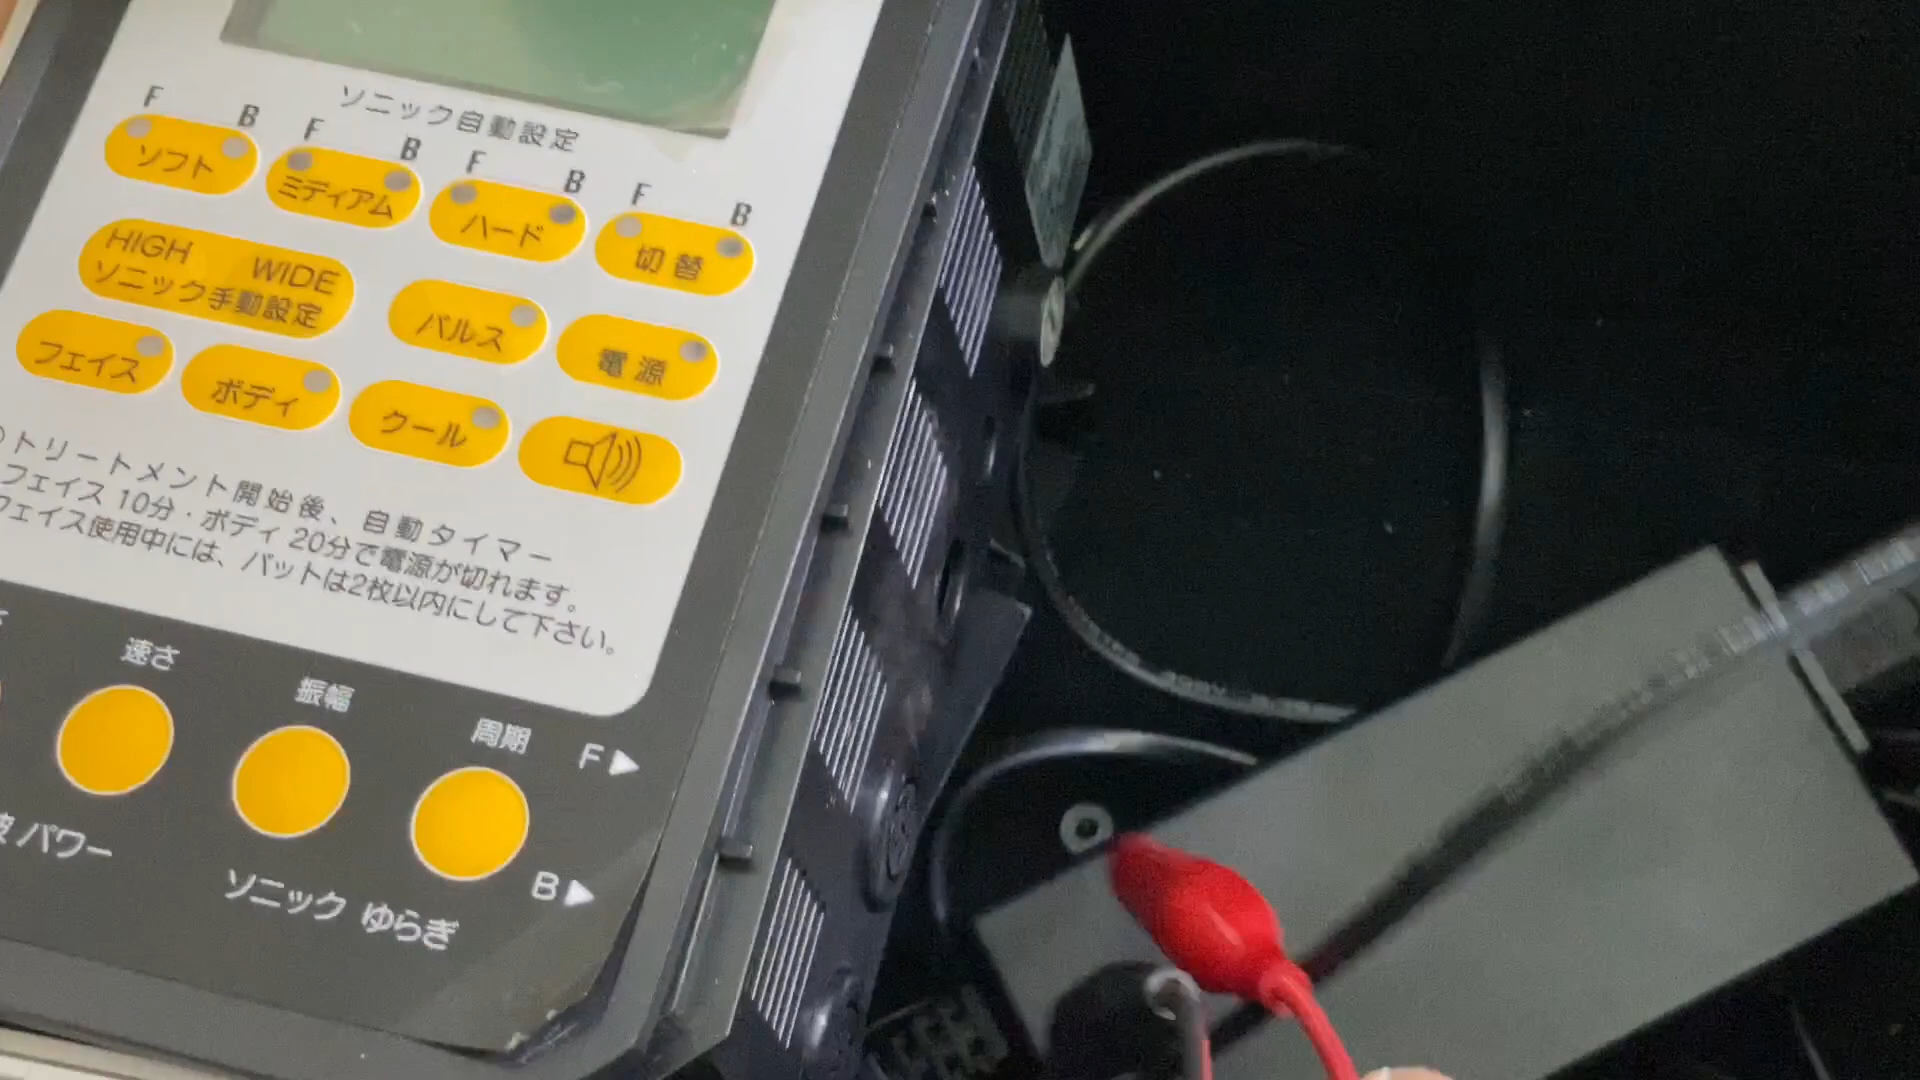 ソニック自動設定
F B F B F B F B
ソフト ミディアム ハード 切替
HIGH WIDE
ソニック手動設定
パルス 電源
フェイス ボディ クール
トリートメント開始後、自動タイマー
フェイス 10分・ボディ 20分で電源が切れます。
フェイス使用中には、パットは2枚以内にして下さい。
速さ 振幅 周期 F▶
パワー
ソニック ゆらぎ B▶